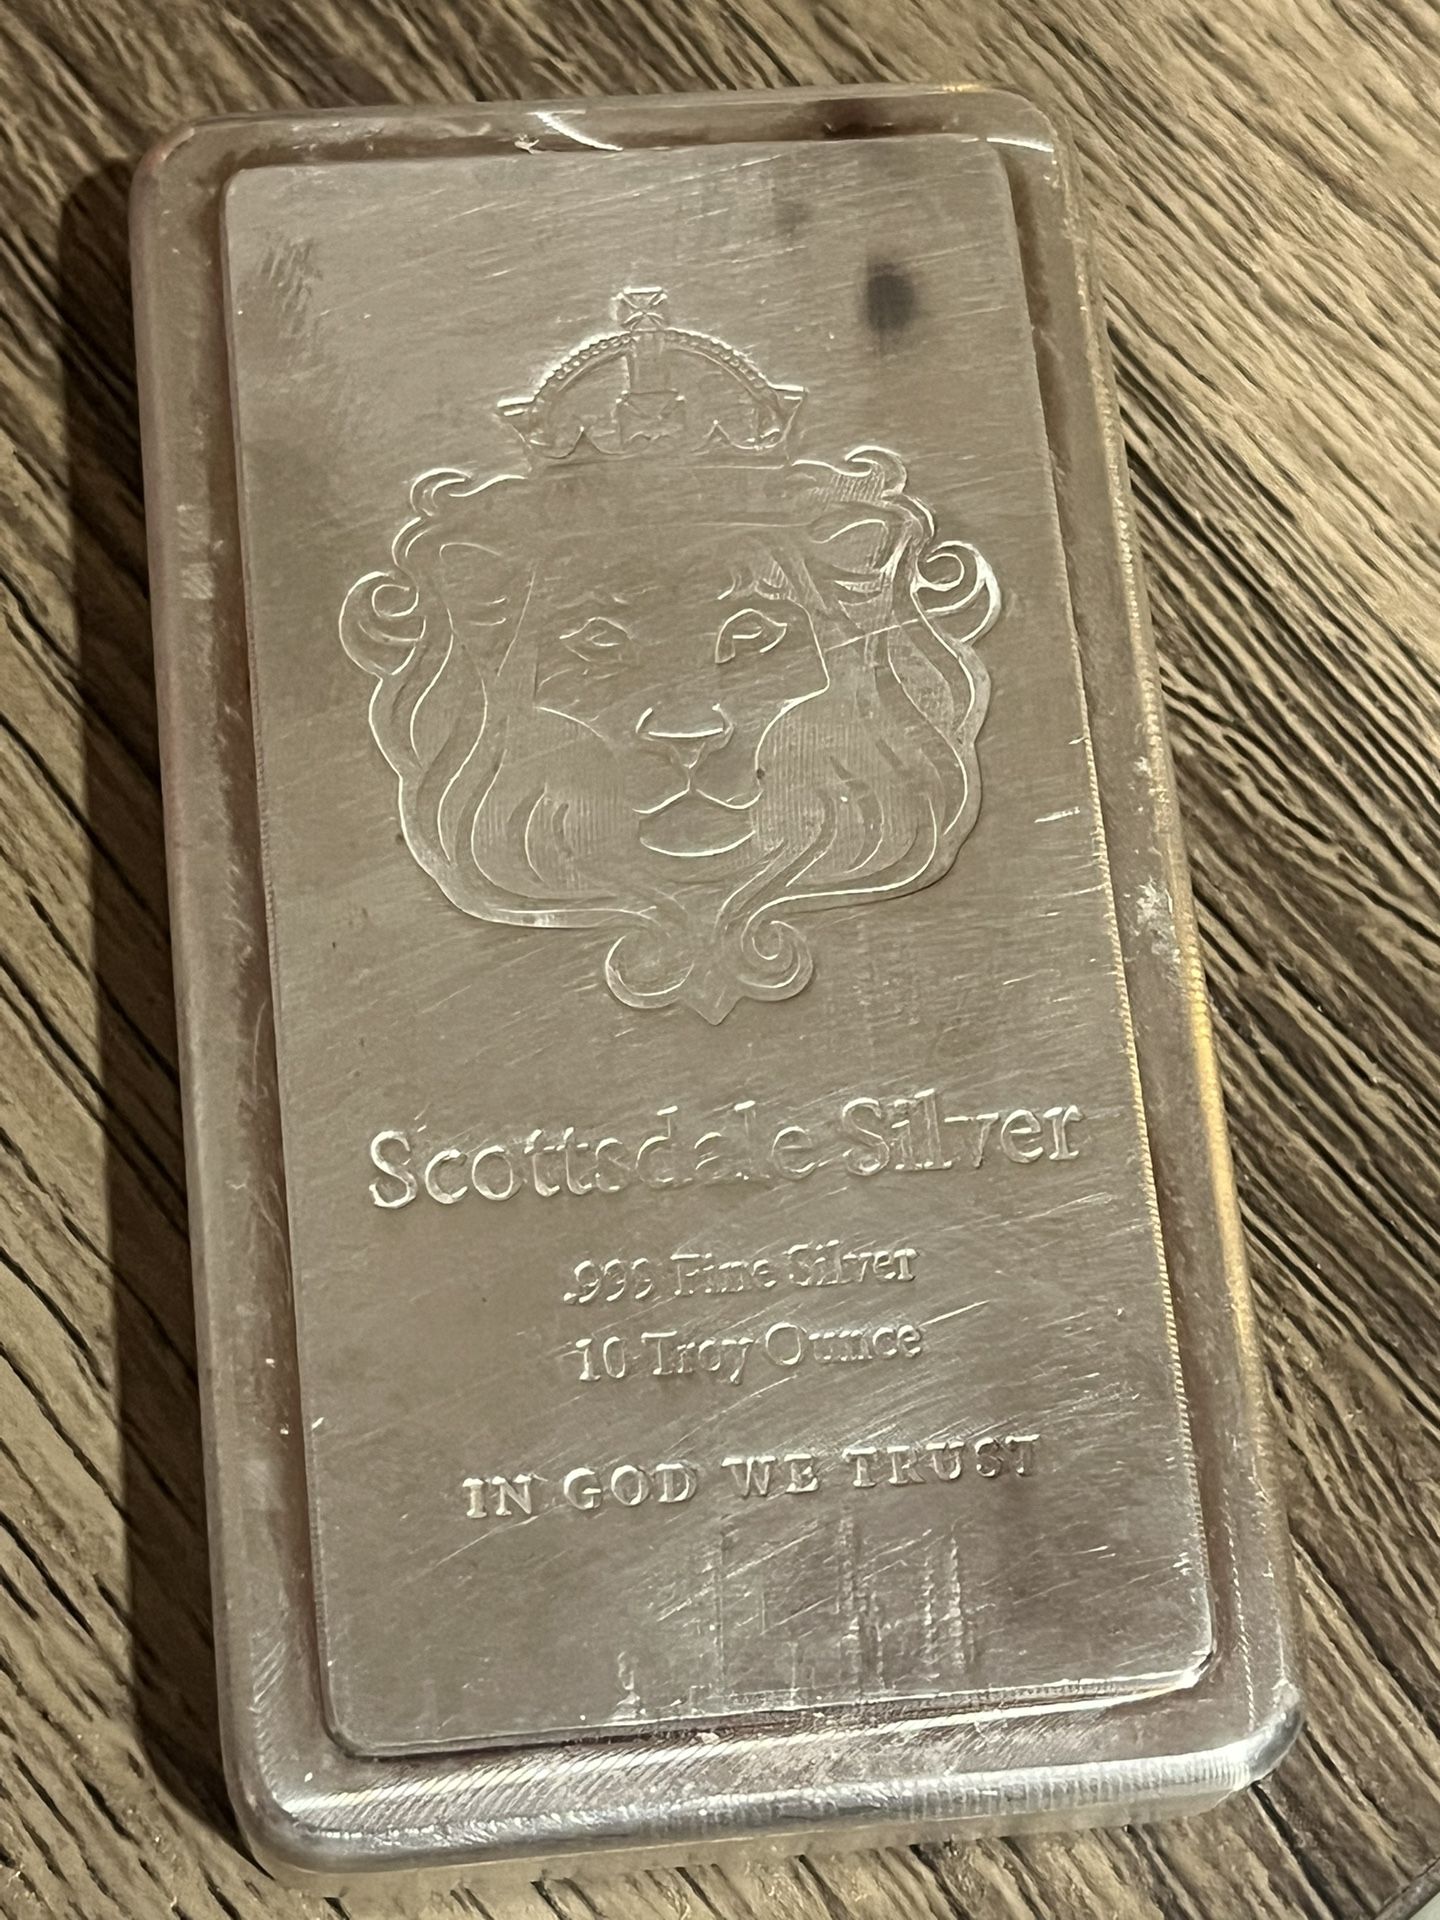 Scottsdale Silver
.999 Fine Silver
10 Troy Ounce
IN GOD WE TRUST